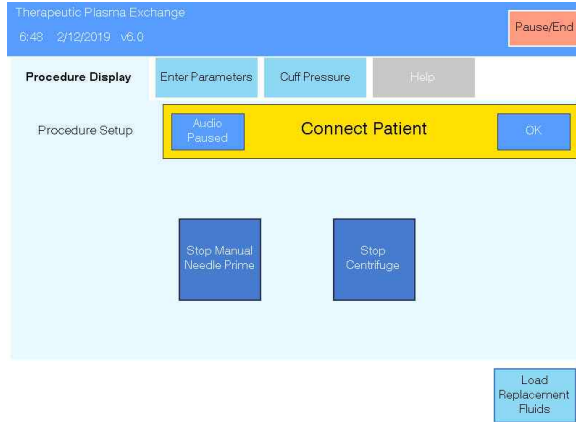 Therapeutic Plasma Exchange
6:48 2/12/2019 v6.0
Pause/End
Procedure Display
Enter Parameters
Cuff Pressure
Help
Procedure Setup
Audio
Paused
Connect Patient
OK
Stop Manual
Needle Prime
Stop
Centrifuge
Load
Replacement
Fluids